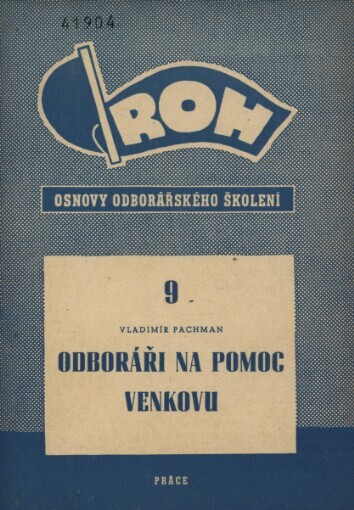 41904
ROH
OSNOVY ODBORÁŘSKÉHO ŠKOLENÍ
9
VLADIMÍR PACHMAN
ODBORÁŘI NA POMOC
VENKOVU
PRÁCE